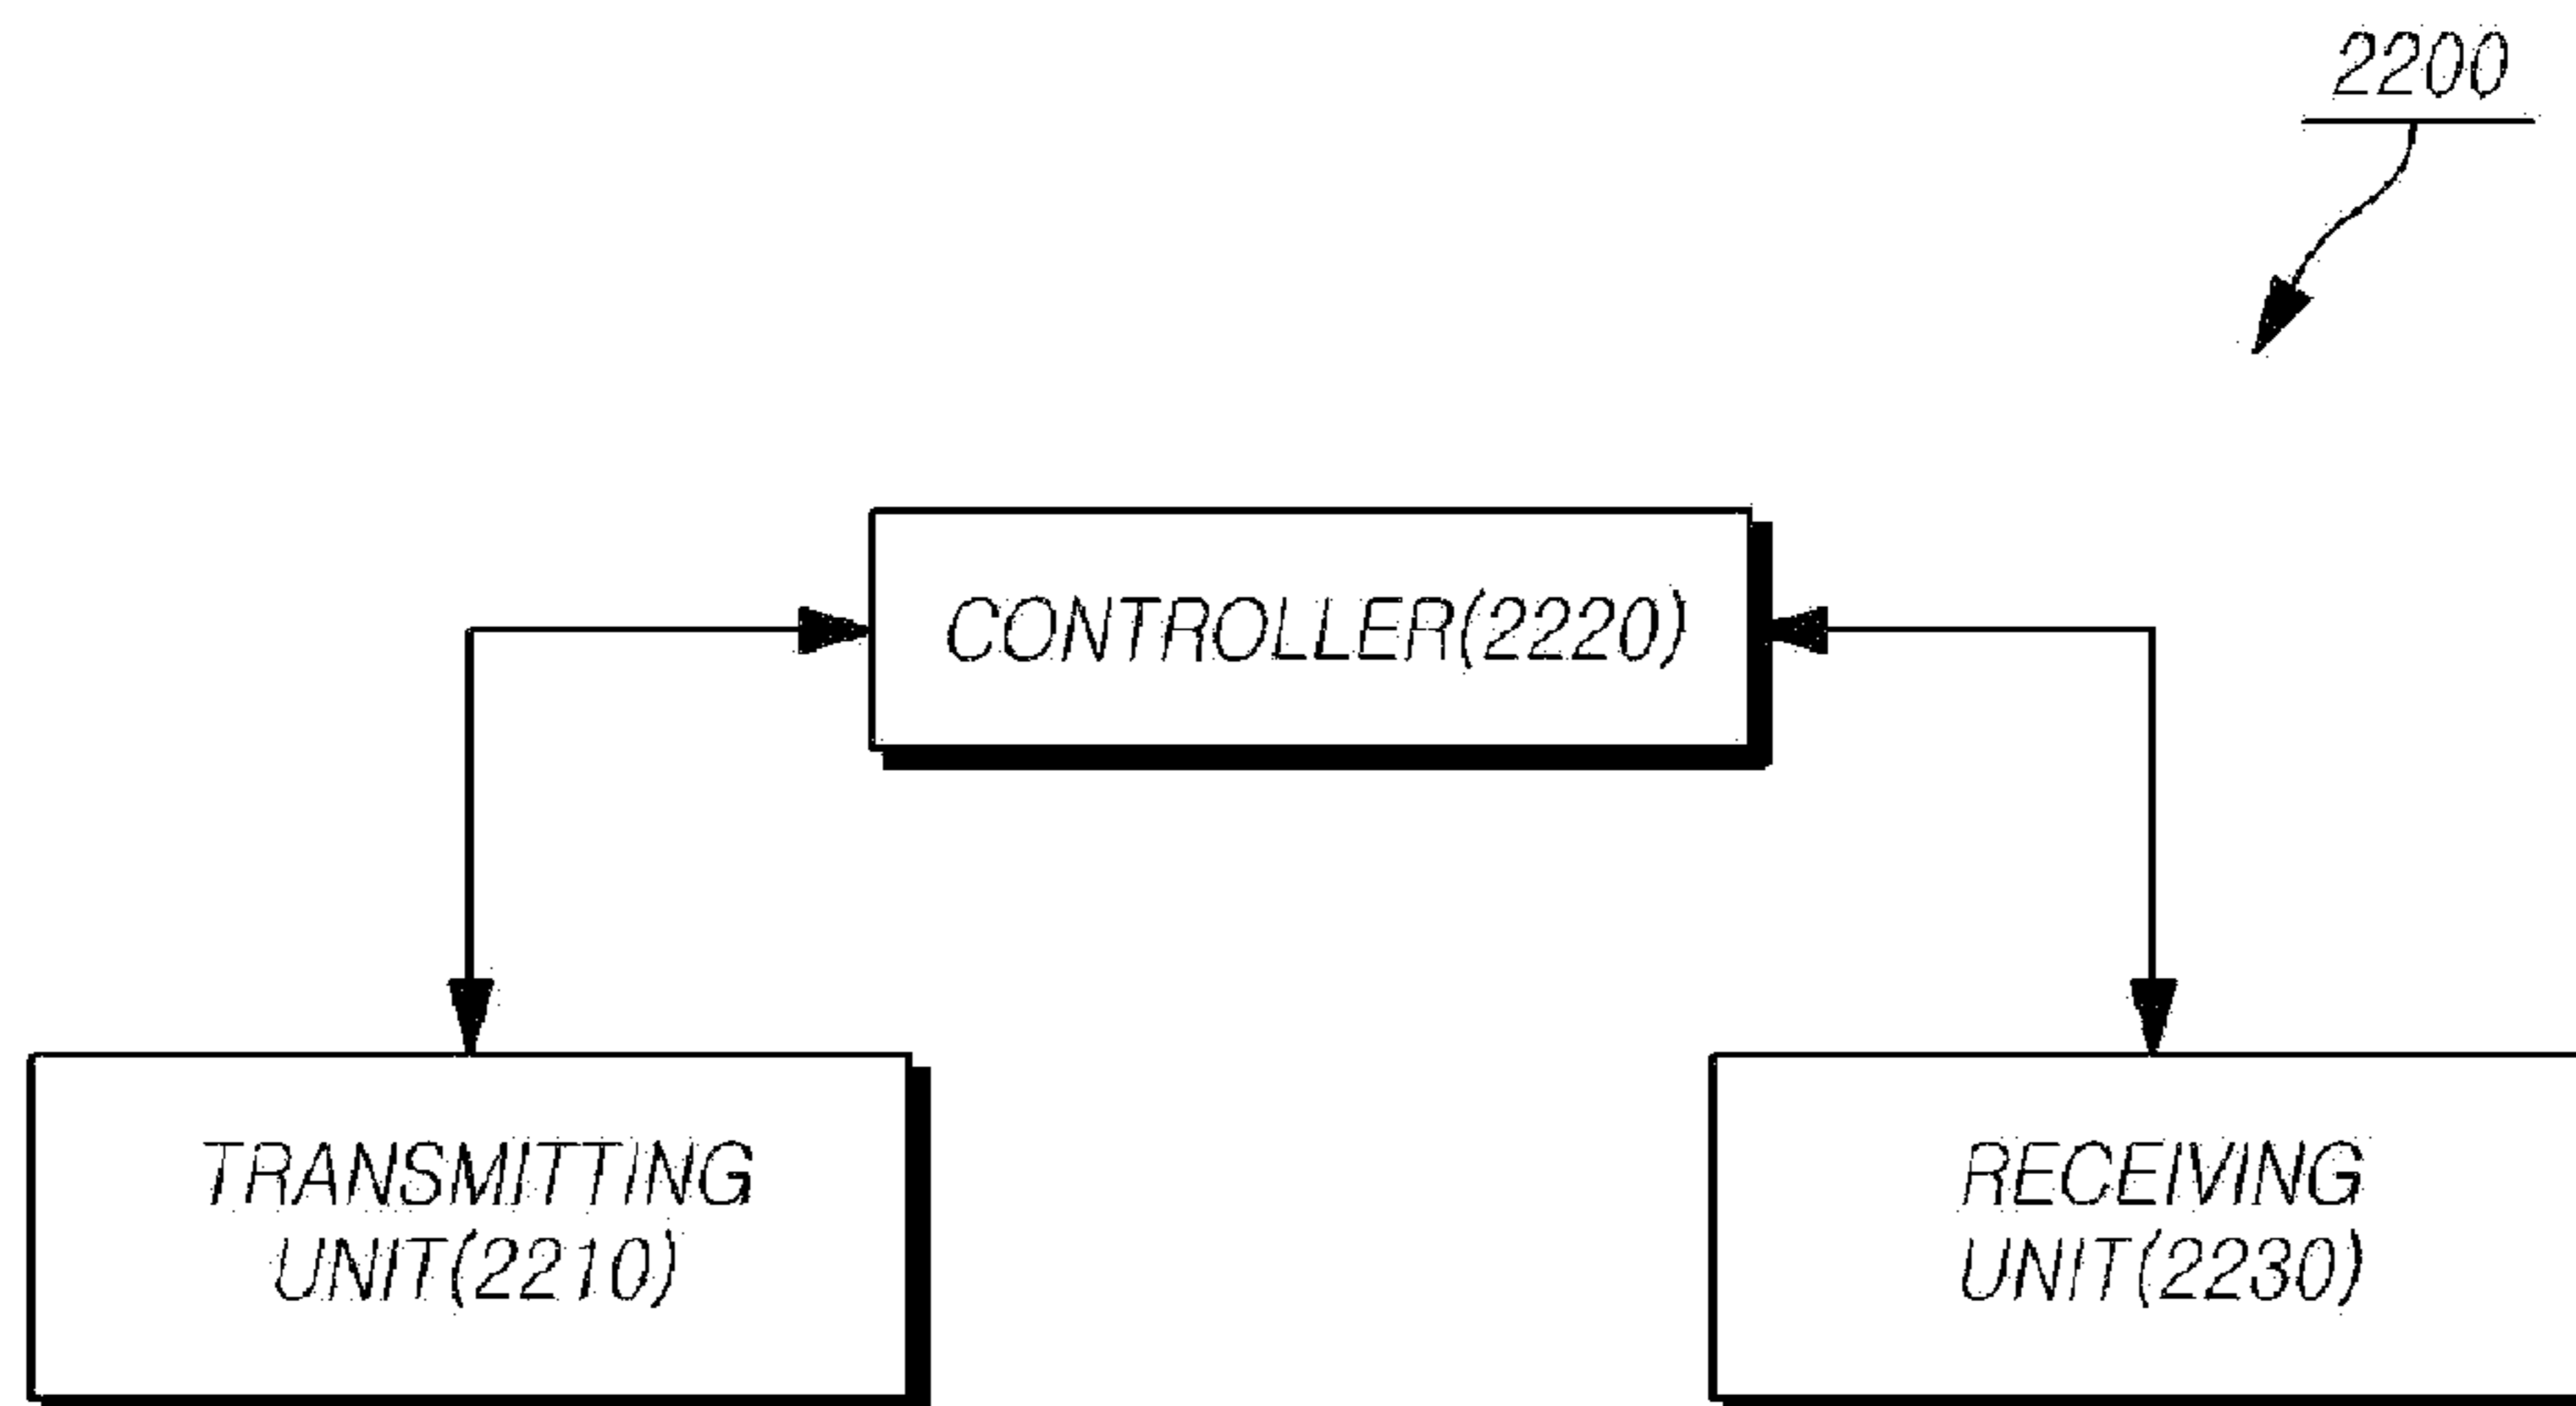 2200
CONTROLLER(2220)
TRANSMITTING
UNIT(2210)
RECEIVING
UNIT(2230)